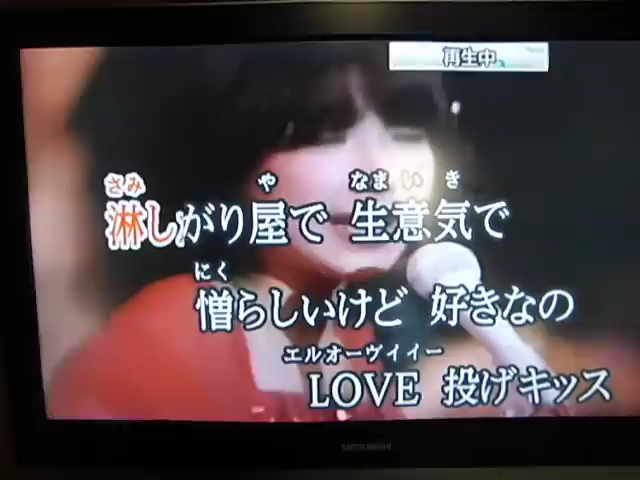 再生中
さみ や なまいき
淋しがり屋で 生意気で
にく
憎らしいけど 好きなの
エルオーヴイイー
LOVE 投げキッス